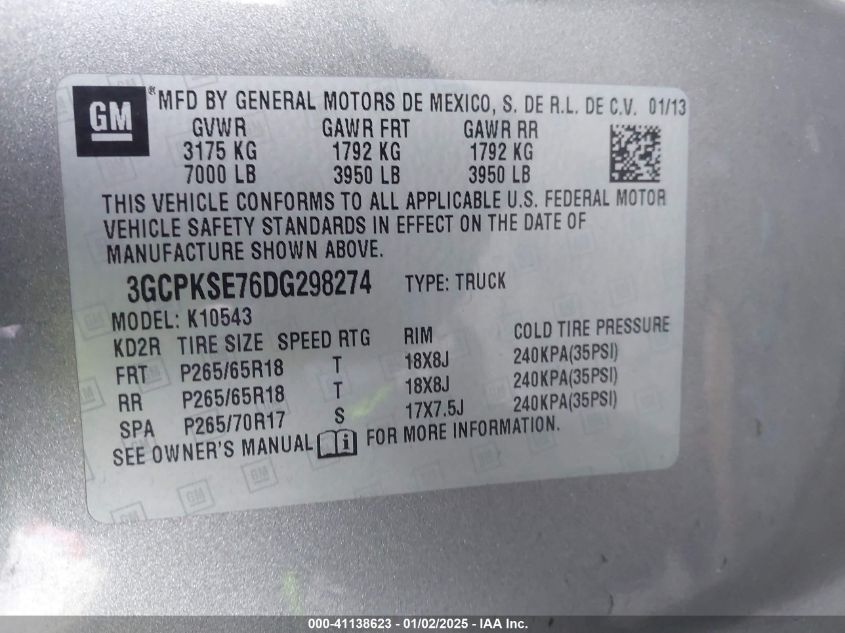 GM ® MFD BY GENERAL MOTORS DE MEXICO, S. DE R.L. DE C.V. 01/13
GVWR GAWR FRT GAWR RR
3175 KG 1792 KG 1792 KG
7000 LB 3950 LB 3950 LB
THIS VEHICLE CONFORMS TO ALL APPLICABLE U.S. FEDERAL MOTOR
VEHICLE SAFETY STANDARDS IN EFFECT ON THE DATE OF
MANUFACTURE SHOWN ABOVE.
3GCPKSE76DG298274 TYPE: TRUCK
MODEL: K10543
KD2R TIRE SIZE SPEED RTG RIM COLD TIRE PRESSURE
FRT P265/65R18 T 18X8J 240KPA(35PSI)
RR P265/65R18 T 18X8J 240KPA(35PSI)
SPA P265/70R17 S 17X7.5J 240KPA(35PSI)
SEE OWNER'S MANUAL i FOR MORE INFORMATION.
000-41138623 - 01/02/2025 - IAA Inc.